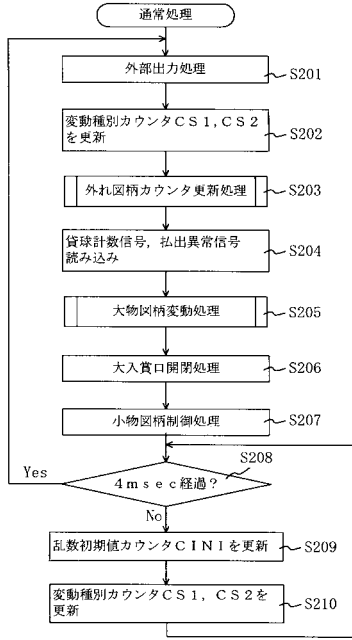 通常処理
外部出力処理
S201
変動種別カウンタCS1,CS2
を更新
S202
外れ図柄カウンタ更新処理
S203
貸球計数信号,払出異常信号
読み込み
S204
大物図柄変動処理
S205
大入賞口開閉処理
S206
小物図柄制御処理
S207
S208
4msec経過?
Yes
No
乱数初期値カウンタCINIを更新
S209
変動種別カウンタCS1, CS2を
更新
S210